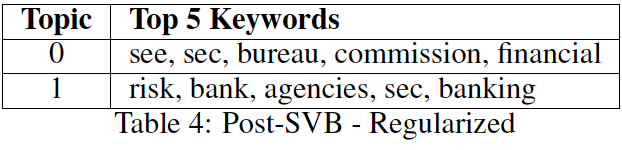 Topic Top 5 Keywords
0 see, sec, bureau, commission, financial
1 risk, bank, agencies, sec, banking
Table 4: Post-SVB - Regularized